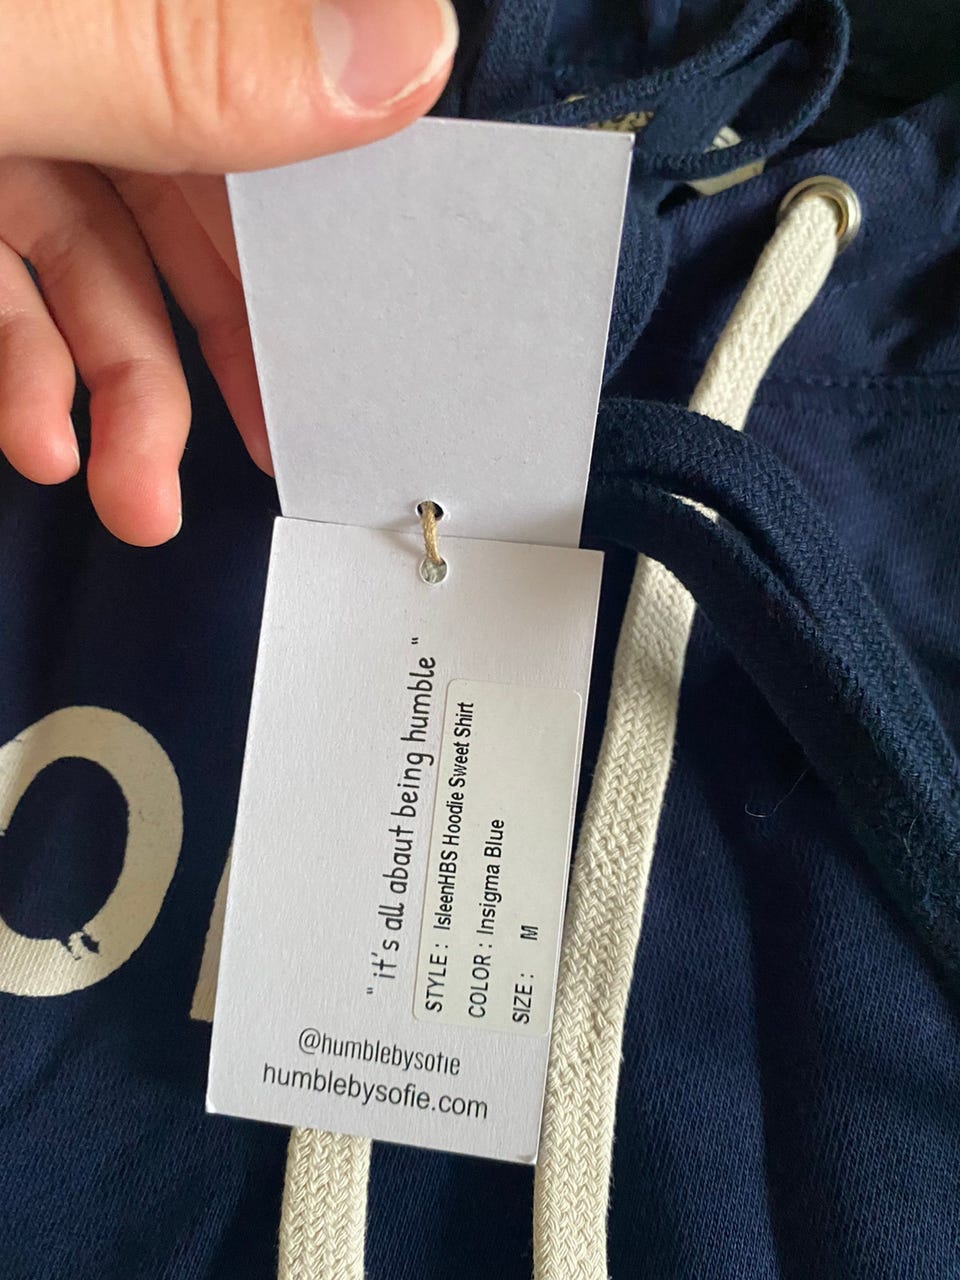 " it's all abaut being humble "
STYLE : IsleenHBS Hoodie Sweet Shirt
COLOR : Insigma Blue
SIZE : M
@humblebysofie
humblebysofie.com